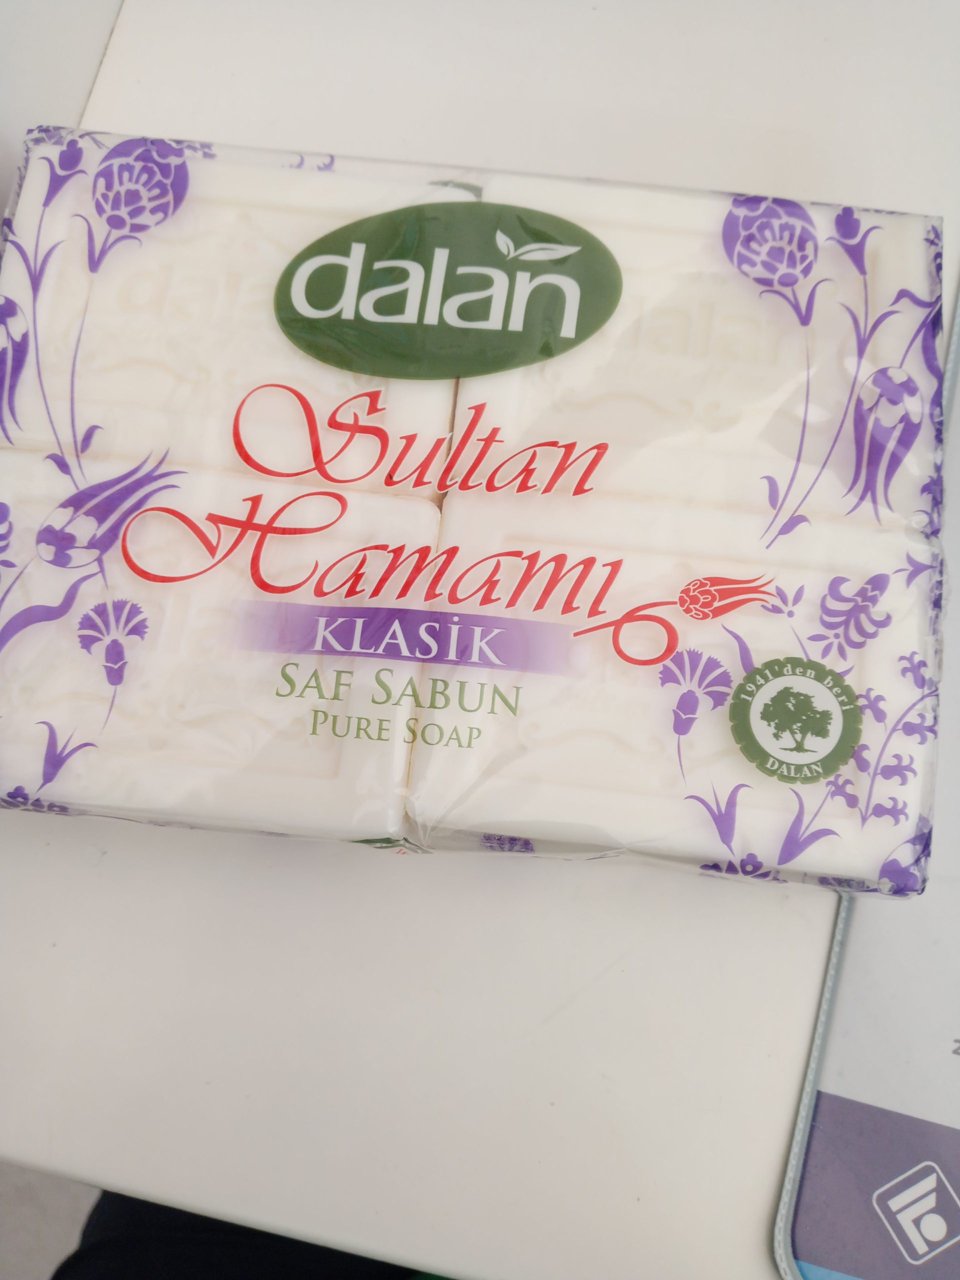 dalan
Sultan
Hamamı
KLASİK
SAF SABUN
PURE SOAP
1941'den beri
DALAN